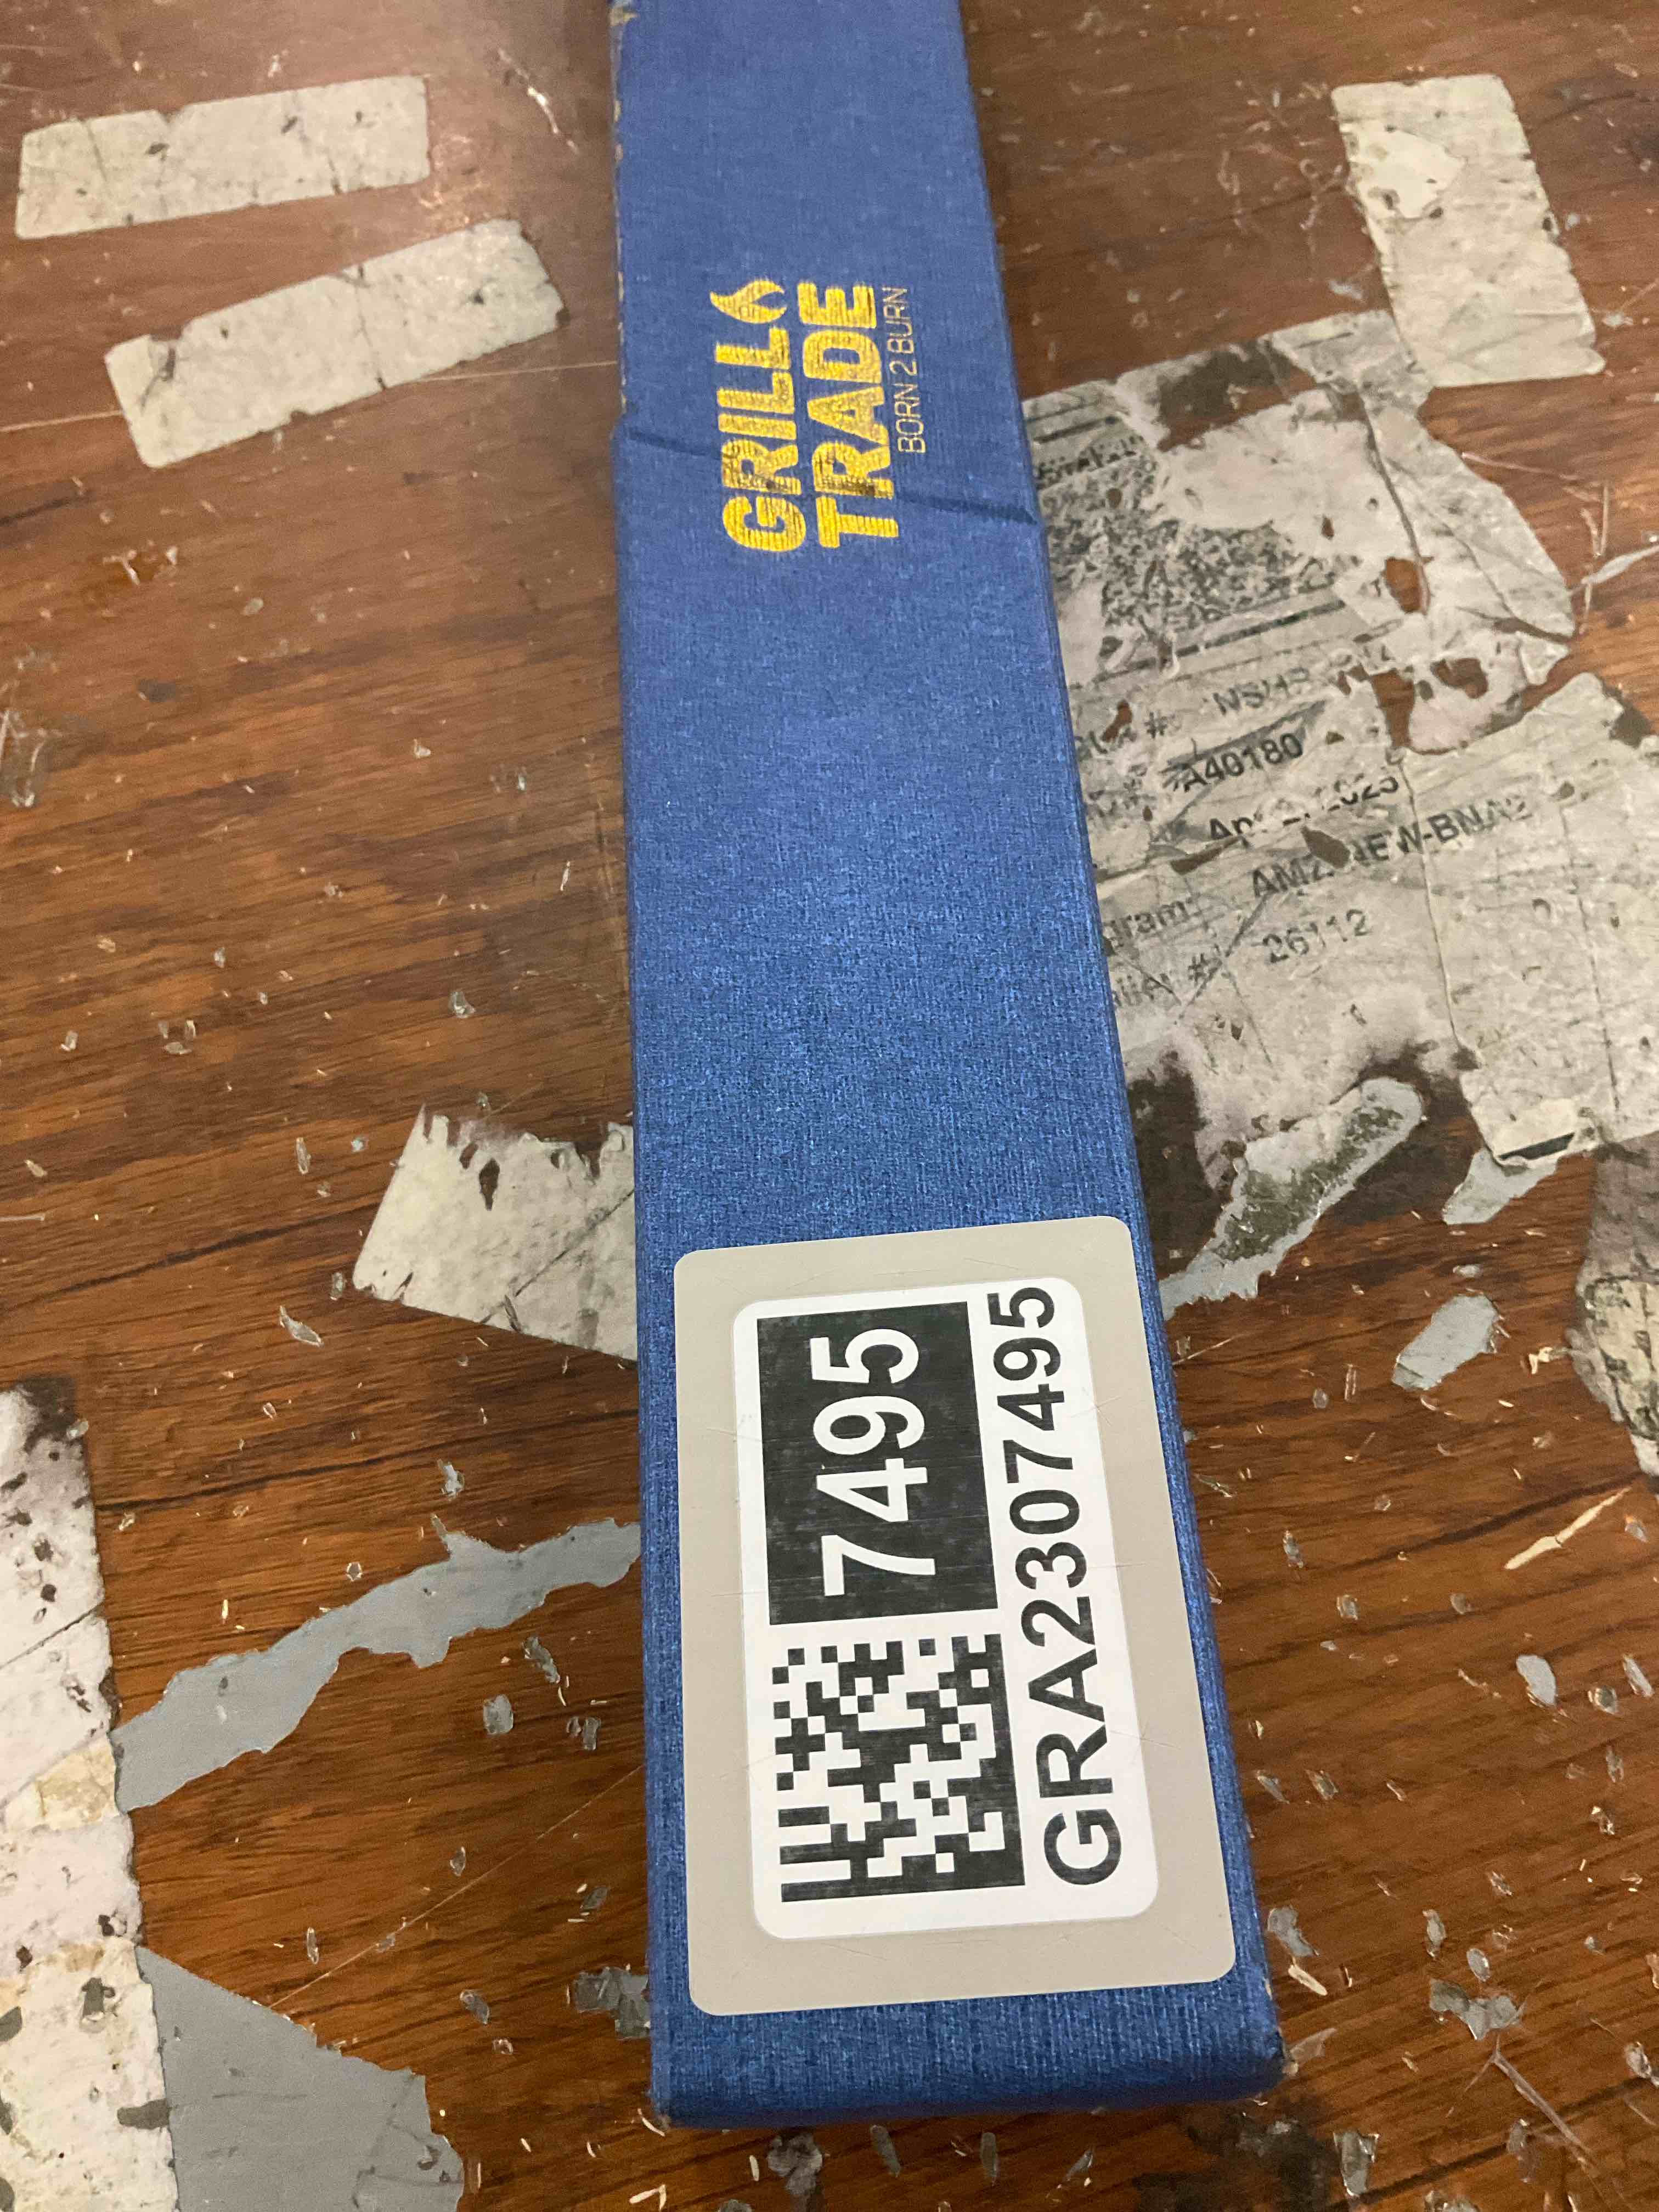 GRILL
TRADE
BORN 2 BURN
7495
GRA2307495
A40180
26112